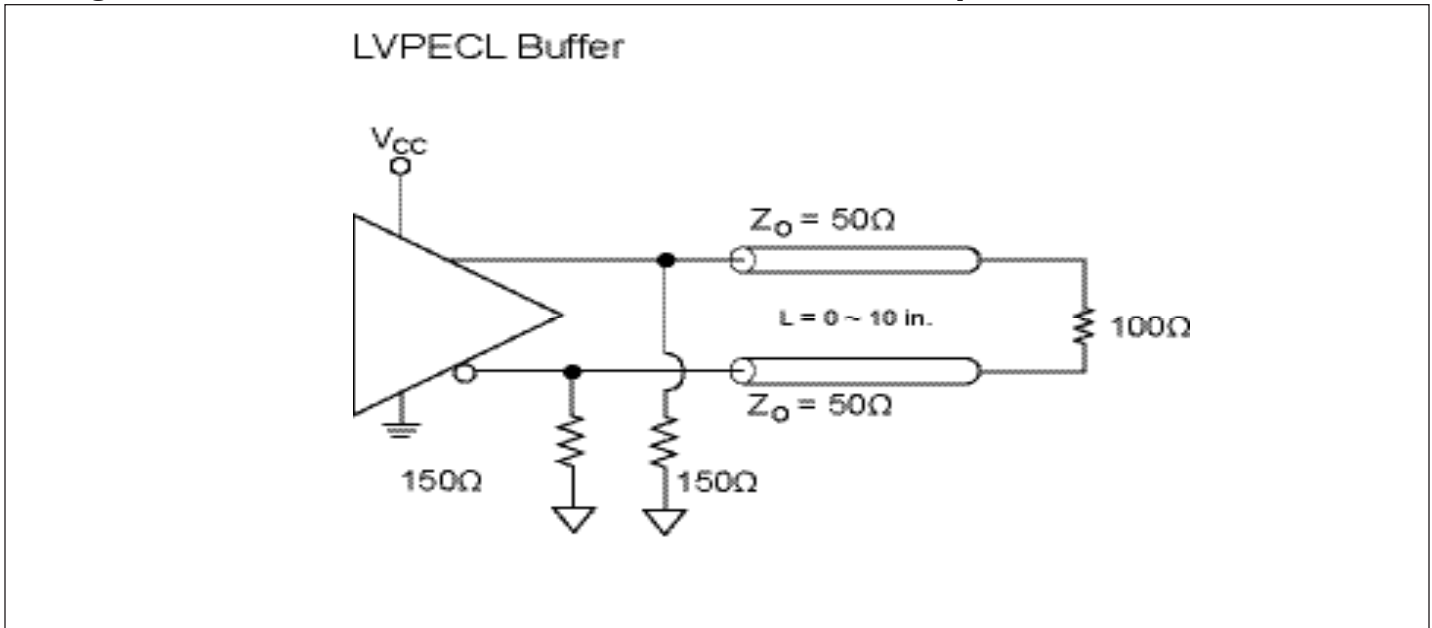 LVPECL Buffer
VCC
ZO = 50Ω
L = 0 ~ 10 in.
100Ω
ZO = 50Ω
150Ω
150Ω